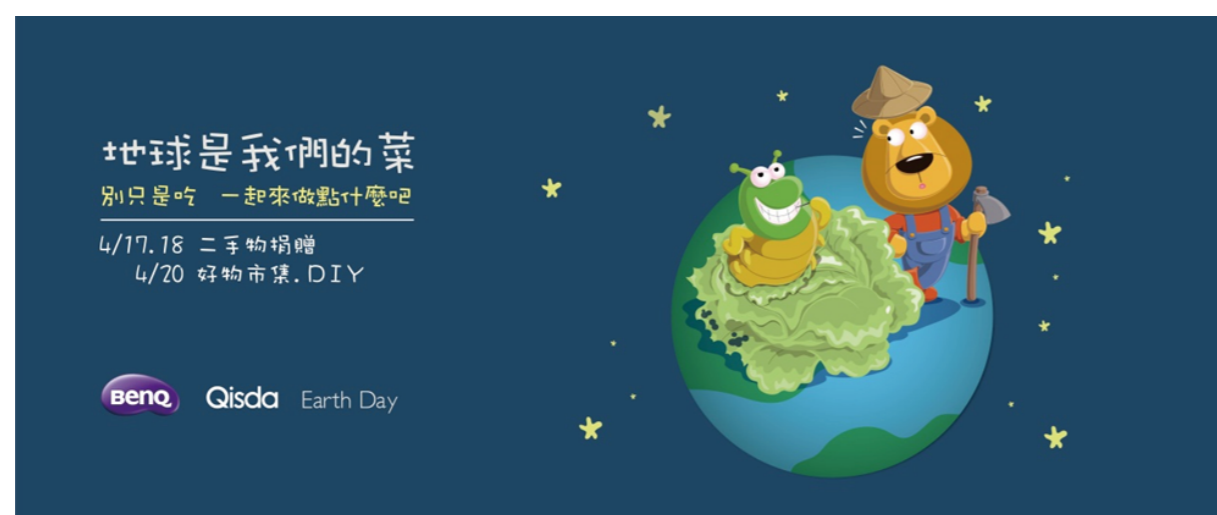 地球是我們的菜
別只是吃 一起來做點什麼吧
4/17.18 二手物捐贈
4/20 好物市集.DIY
BenQ Qisda Earth Day